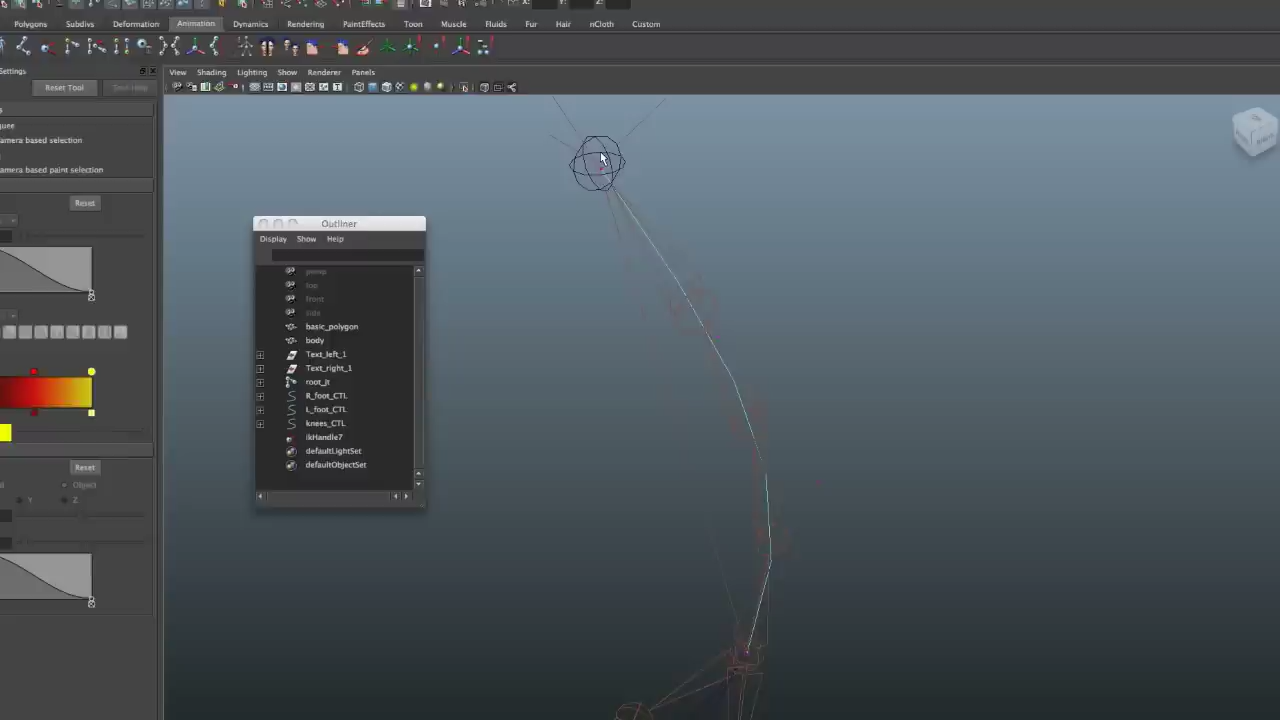 X: Y: Z:
Polygons Subdivs Deformation Animation Dynamics Rendering PaintEffects Toon Muscle Fluids Fur Hair nCloth Custom
Settings
View Shading Lighting Show Renderer Panels
Reset Tool Tool Help
quee
amera based selection
amera based paint selection
Reset
Outliner
Display Show Help
persp
top
front
side
basic_polygon
body
Text_left_1
Text_right_1
root_jt
R_foot_CTL
L_foot_CTL
knees_CTL
ikHandle7
defaultLightSet
defaultObjectSet
Reset
Object
Y Z